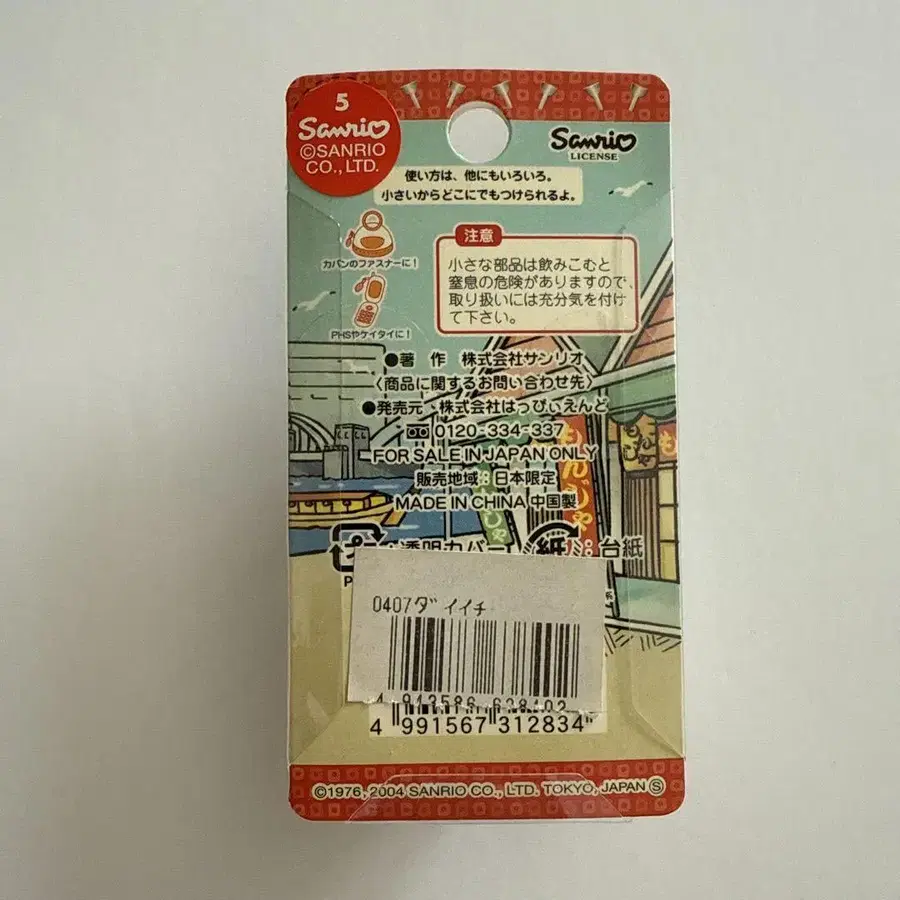 5
Sanrio
©SANRIO
CO., LTD.
Sanrio
LICENSE
使い方は、他にもいろいろ。
小さいからどこにでもつけられるよ。
カバンのファスナーに!
PHSやケイタイに!
注意
小さな部品は飲みこむと
窒息の危険がありますので、
取り扱いには充分気を付け
て下さい。
●著 作 株式会社サンリオ
〈商品に関するお問い合わせ先〉
●発売元 株式会社はっぴぃえんど
0120-334-337
FOR SALE IN JAPAN ONLY
販売地域:日本限定
MADE IN CHINA 中国製
もんじゃ
プラ:透明カバー 紙:台紙
0407ダイイチ
4 991567 312834
©1976, 2004 SANRIO CO., LTD. TOKYO, JAPAN Ⓢ